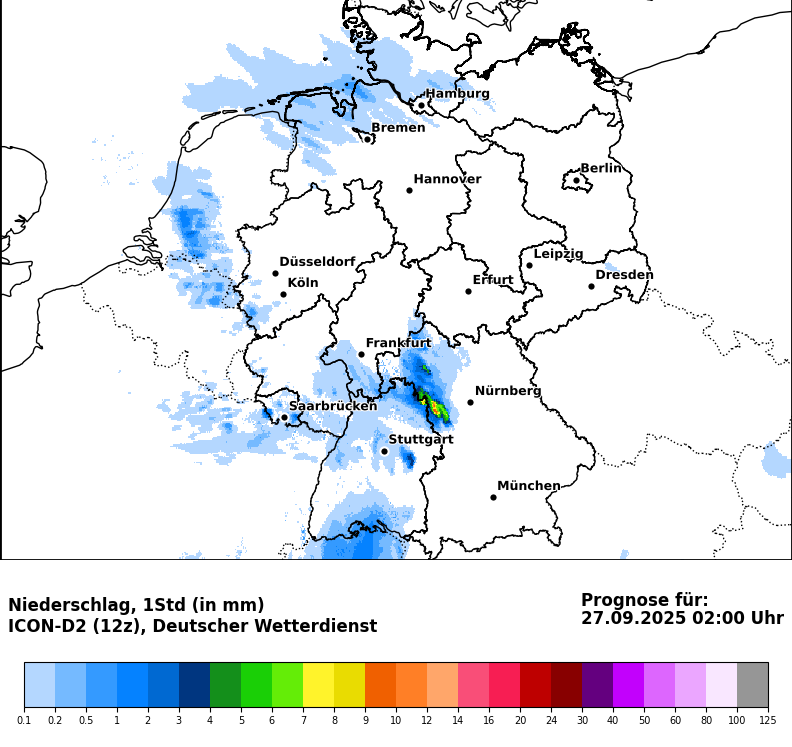 Hamburg
Bremen
Berlin
Hannover
Leipzig
Düsseldorf
Dresden
Köln
Erfurt
Frankfurt
Nürnberg
Saarbrücken
Stuttgart
München
Niederschlag, 1Std (in mm)
ICON-D2 (12z), Deutscher Wetterdienst
Prognose für:
27.09.2025 02:00 Uhr
0.1 0.2 0.5 1 2 3 4 5 6 7 8 9 10 12 14 16 20 24 30 40 50 60 80 100 125